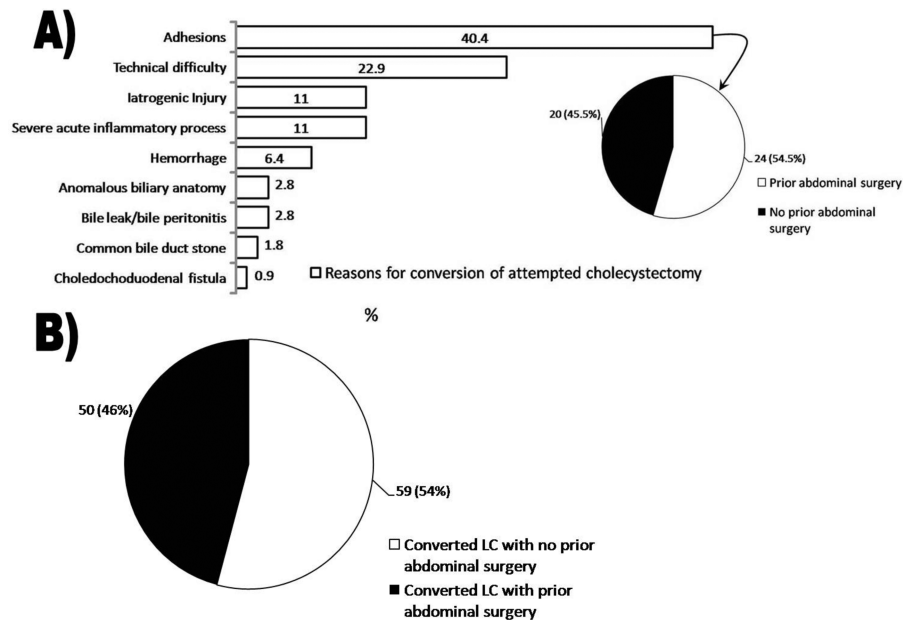 A)
Adhesions
40.4
Technical difficulty
22.9
Iatrogenic Injury
11
Severe acute inflammatory process
11
Hemorrhage
6.4
Anomalous biliary anatomy
2.8
Bile leak/bile peritonitis
2.8
Common bile duct stone
1.8
Choledochoduodenal fistula
0.9
Reasons for conversion of attempted cholecystectomy
%
20 (45.5%)
24 (54.5%)
Prior abdominal surgery
No prior abdominal
surgery
B)
50 (46%)
59 (54%)
Converted LC with no prior
abdominal surgery
Converted LC with prior
abdominal surgery